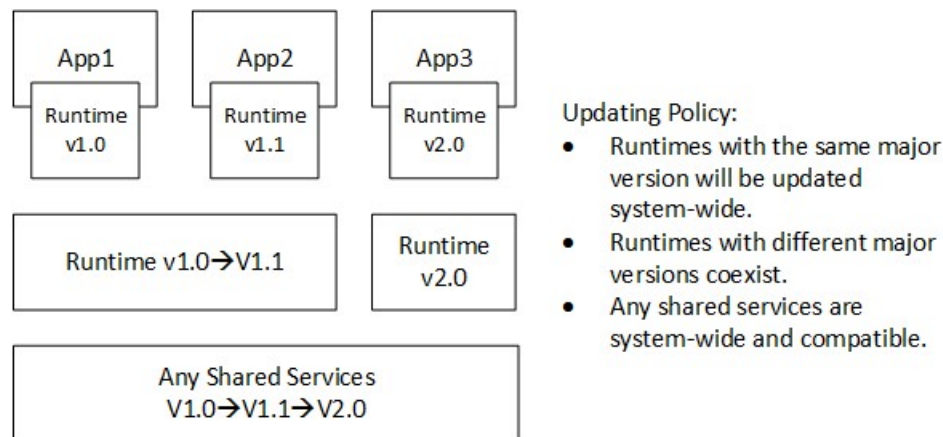 App1
Runtime
v1.0
App2
Runtime
v1.1
App3
Runtime
v2.0
Runtime v1.0→V1.1
Runtime
v2.0
Any Shared Services
V1.0→V1.1→V2.0
Updating Policy:
• Runtimes with the same major
version will be updated
system-wide.
• Runtimes with different major
versions coexist.
• Any shared services are
system-wide and compatible.